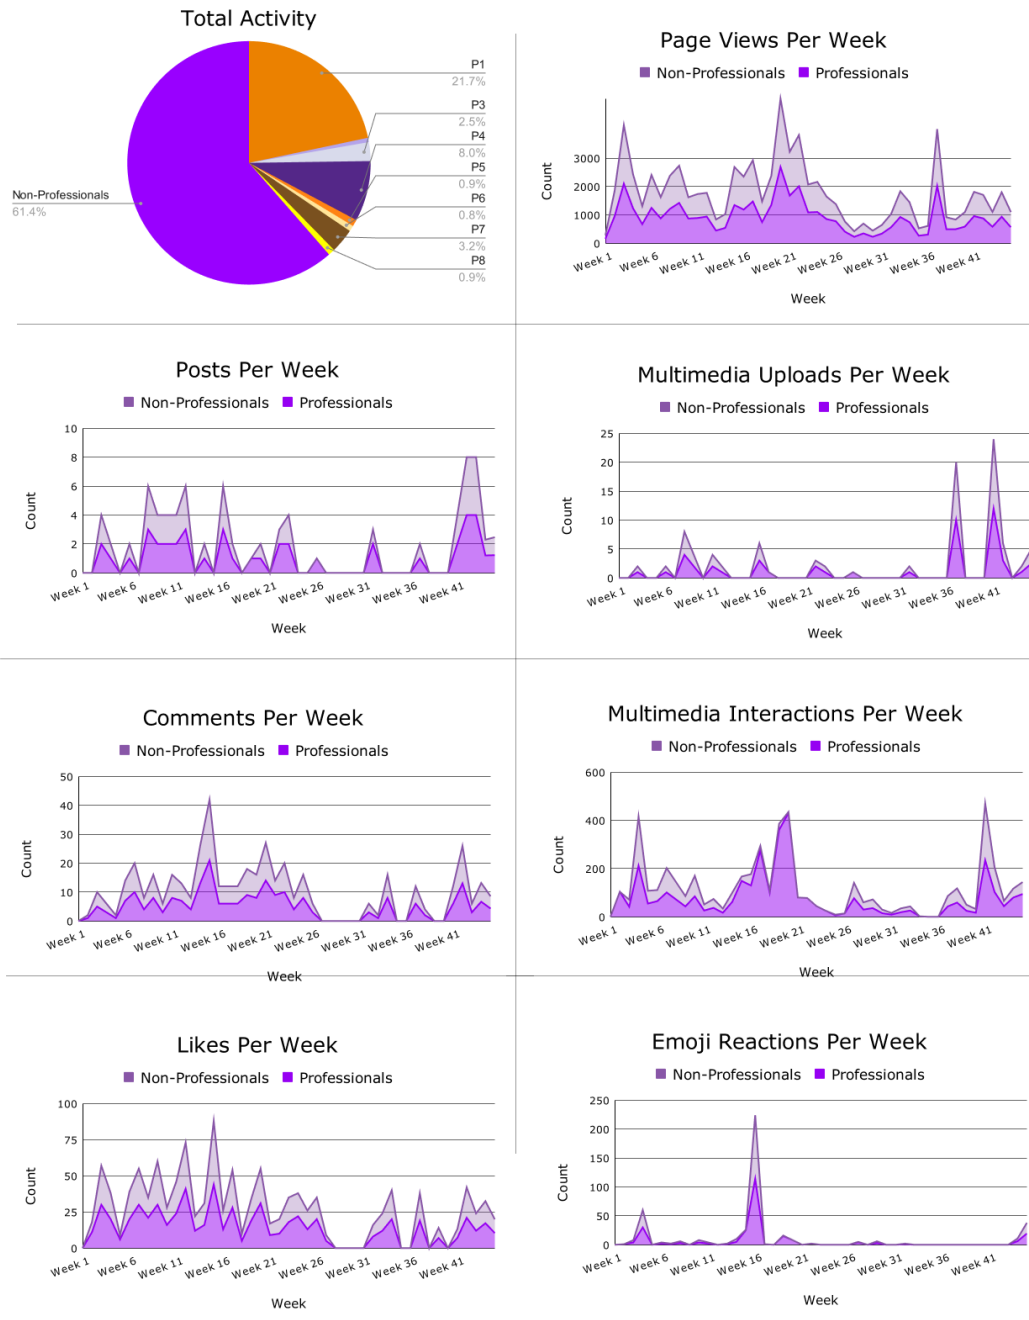 Total Activity
P1
21.7%
P3
2.5%
P4
8.0%
P5
0.9%
P6
0.8%
P7
3.2%
P8
0.9%
Non-Professionals
61.4%
Page Views Per Week
Non-Professionals Professionals
Count
3000
2000
1000
0
Week 1 Week 6 Week 11 Week 16 Week 21 Week 26 Week 31 Week 36 Week 41
Week
Posts Per Week
Non-Professionals Professionals
Count
10
8
6
4
2
0
Week 1 Week 6 Week 11 Week 16 Week 21 Week 26 Week 31 Week 36 Week 41
Week
Multimedia Uploads Per Week
Non-Professionals Professionals
Count
25
20
15
10
5
0
Week 1 Week 6 Week 11 Week 16 Week 21 Week 26 Week 31 Week 36 Week 41
Week
Comments Per Week
Non-Professionals Professionals
Count
50
40
30
20
10
0
Week 1 Week 6 Week 11 Week 16 Week 21 Week 26 Week 31 Week 36 Week 41
Week
Multimedia Interactions Per Week
Non-Professionals Professionals
Count
600
400
200
0
Week 1 Week 6 Week 11 Week 16 Week 21 Week 26 Week 31 Week 36 Week 41
Week
Likes Per Week
Non-Professionals Professionals
Count
100
75
50
25
0
Week 1 Week 6 Week 11 Week 16 Week 21 Week 26 Week 31 Week 36 Week 41
Week
Emoji Reactions Per Week
Non-Professionals Professionals
Count
250
200
150
100
50
0
Week 1 Week 6 Week 11 Week 16 Week 21 Week 26 Week 31 Week 36 Week 41
Week